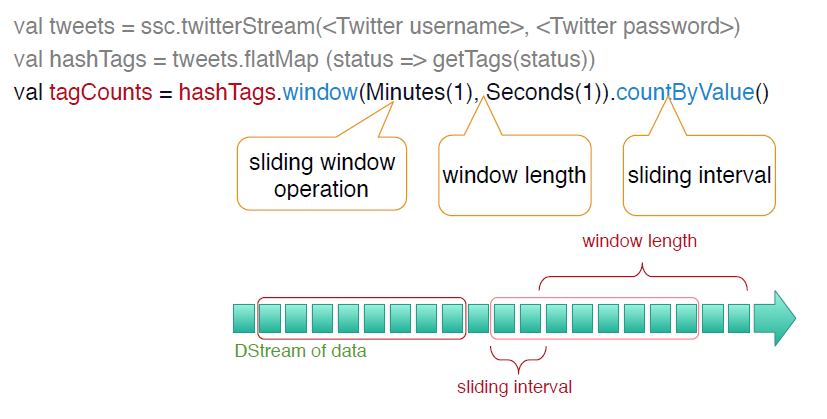 val tweets = ssc.twitterStream(<Twitter username>, <Twitter password>)
val hashTags = tweets.flatMap (status => getTags(status))
val tagCounts = hashTags.window(Minutes(1), Seconds(1)).countByValue()
sliding window
operation
window length
sliding interval
window length
DStream of data
sliding interval